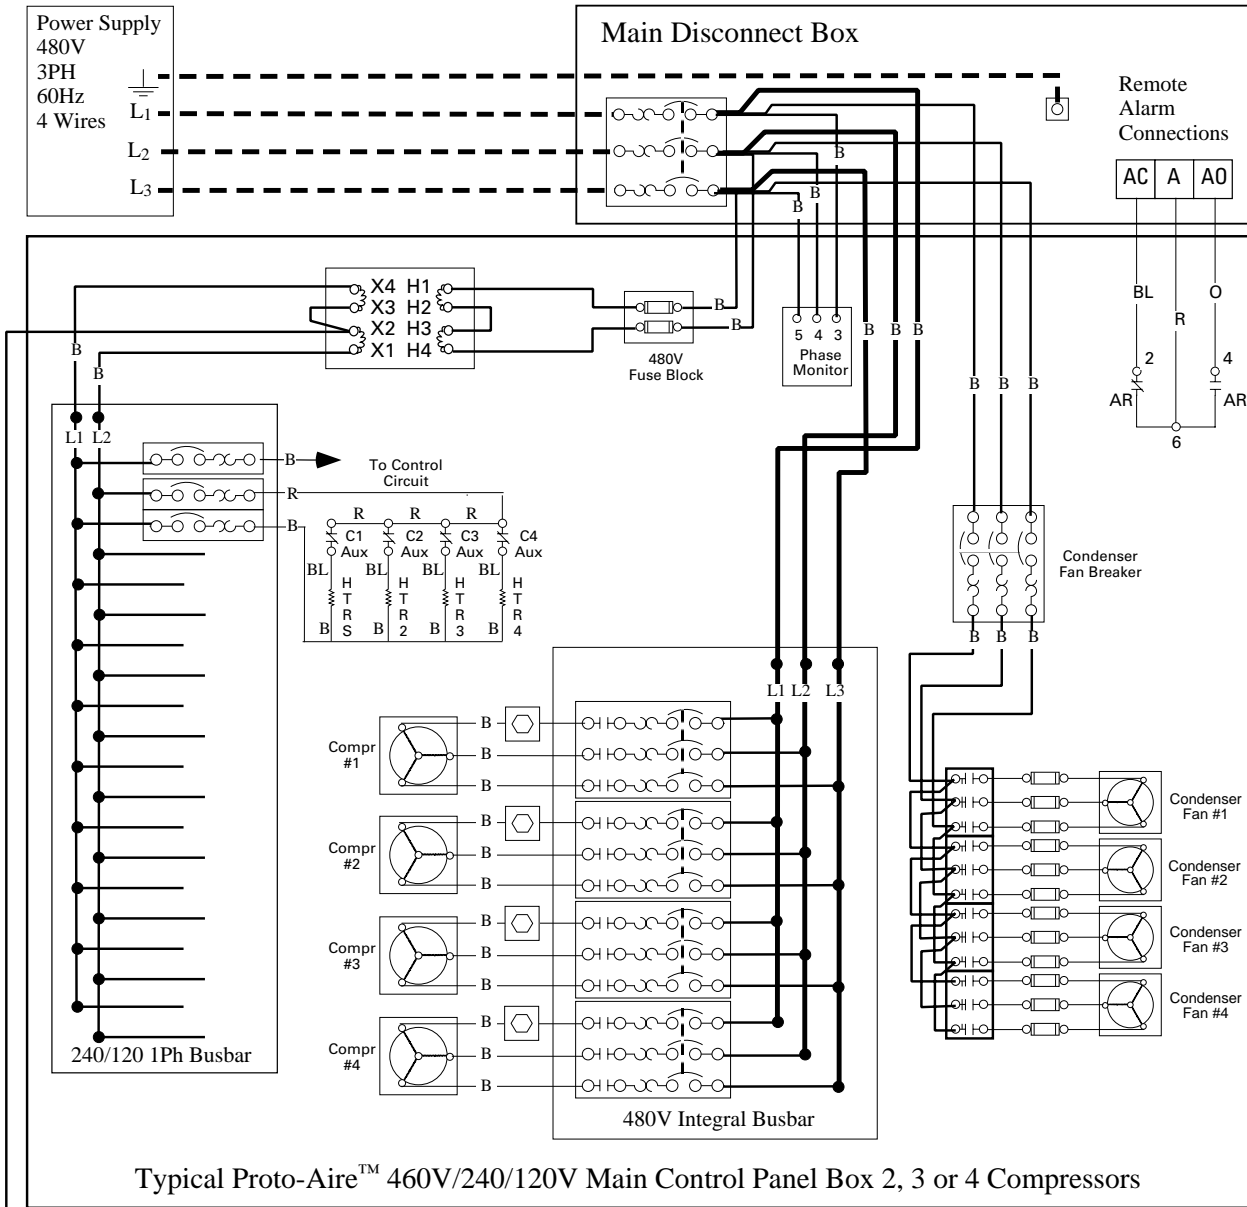 Power Supply
480V
3PH
60Hz
4 Wires
L1
L2
L3
Main Disconnect Box
Remote
Alarm
Connections
AC A AO
B
B
B
BL
R
O
2
4
AR
AR
6
X4 H1
X3 H2
X2 H3
X1 H4
B
B
480V
Fuse Block
5 4 3
Phase
Monitor
B B B
B B B
B
B
L1 L2
B
To Control
Circuit
R
B
R R R
C1
Aux
C2
Aux
C3
Aux
C4
Aux
BL BL BL BL
H
T
R
S
H
T
R
2
H
T
R
3
H
T
R
4
B B B B
240/120 1Ph Busbar
Condenser
Fan Breaker
B B B
L1 L2 L3
Compr
#1
B
B
B
Compr
#2
B
B
B
Compr
#3
B
B
B
Compr
#4
B
B
B
480V Integral Busbar
Condenser
Fan #1
Condenser
Fan #2
Condenser
Fan #3
Condenser
Fan #4
Typical Proto-Aire™ 460V/240/120V Main Control Panel Box 2, 3 or 4 Compressors